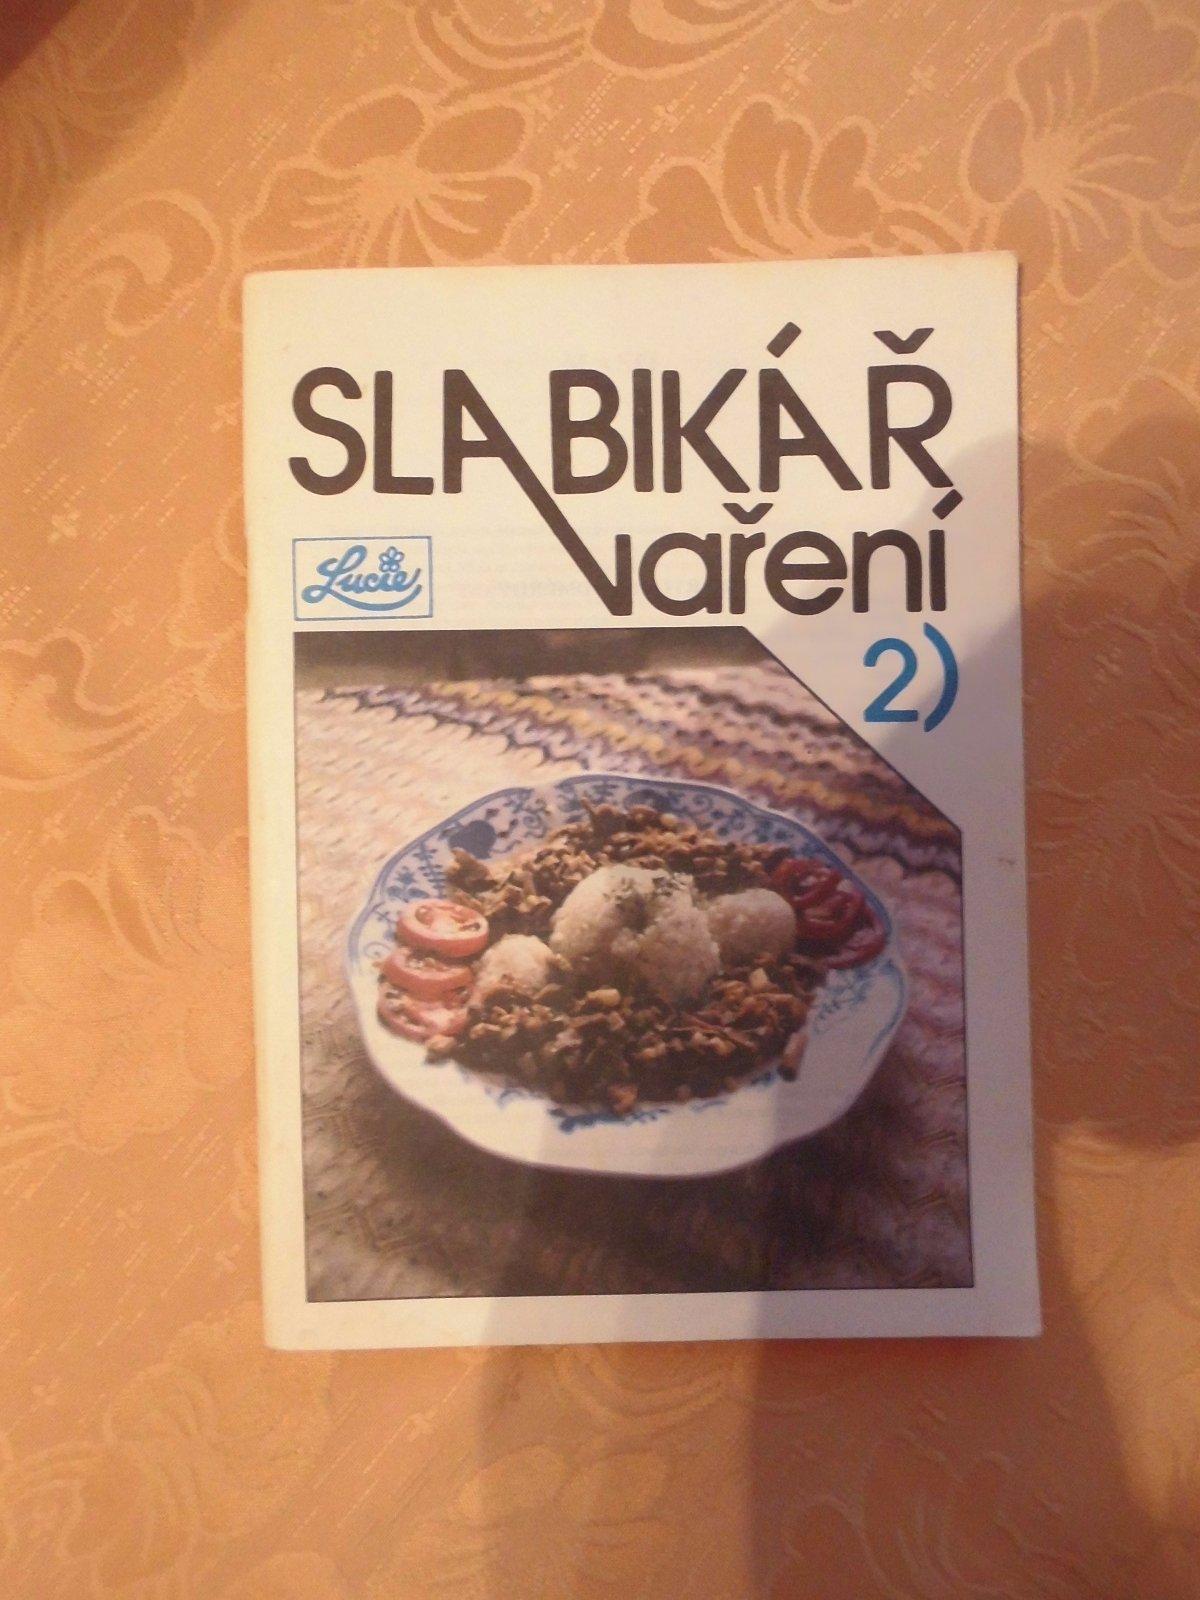 SLABIKÁŘ
vaření
Lucie
2)